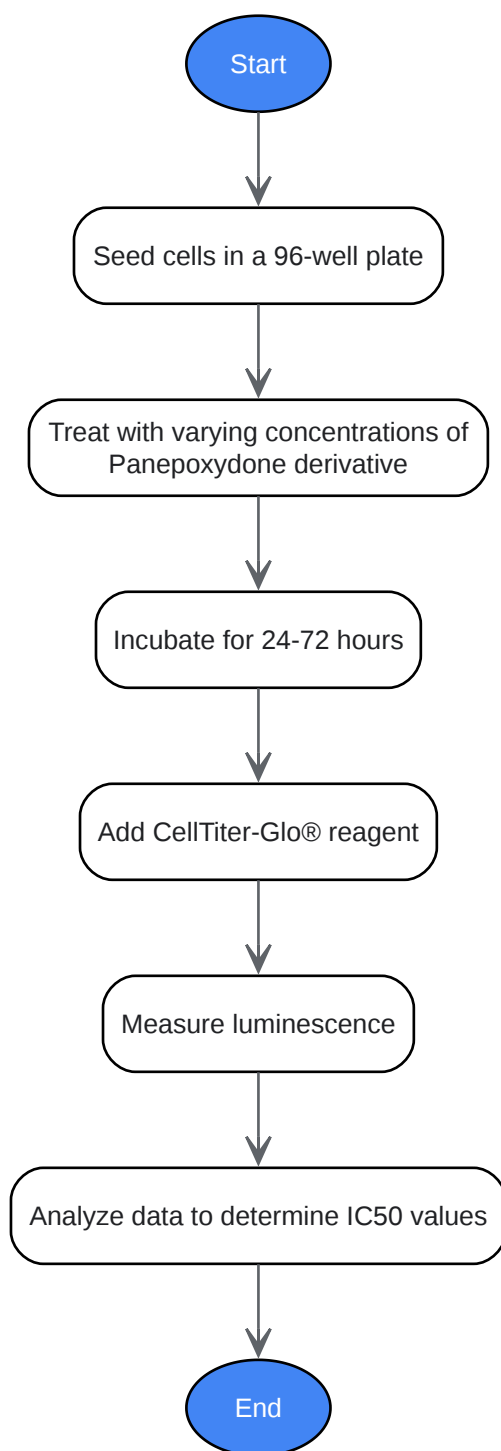 Start
Seed cells in a 96-well plate
Treat with varying concentrations of
Panepoxydone derivative
Incubate for 24-72 hours
Add CellTiter-Glo® reagent
Measure luminescence
Analyze data to determine IC50 values
End